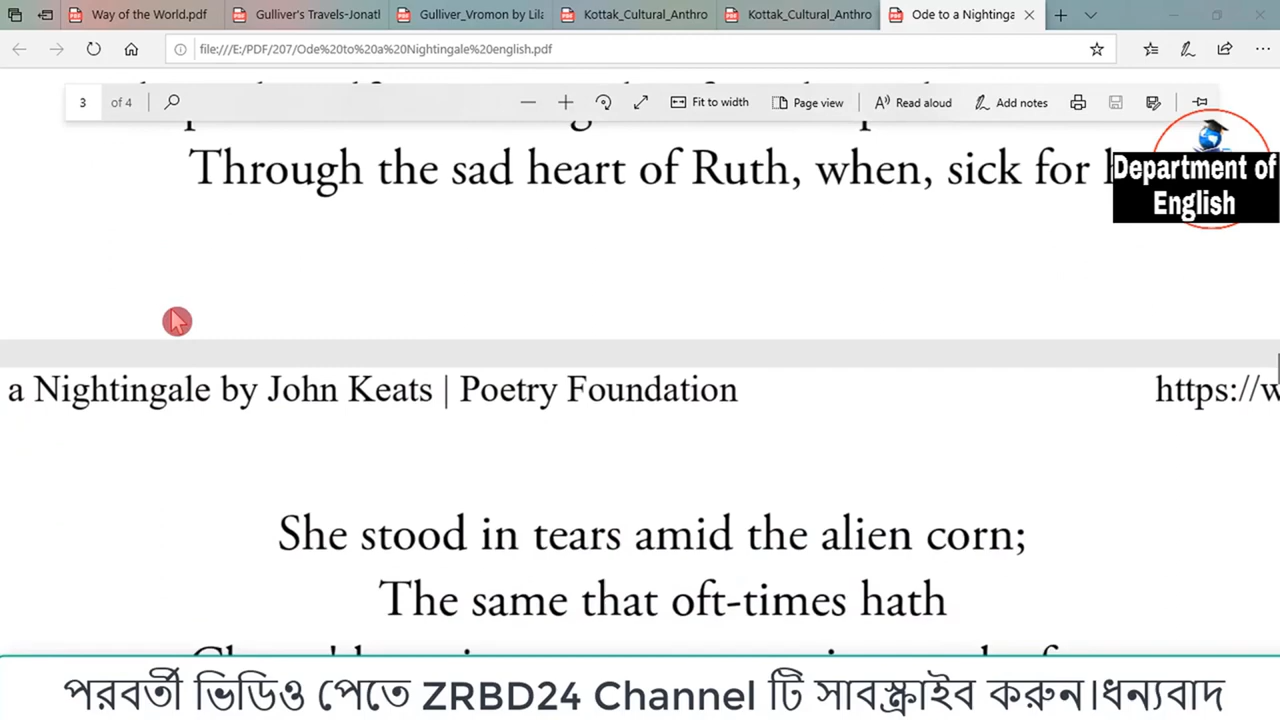 Way of the World.pdf
Gulliver's Travels-Jonatl
Gulliver_Vromon by Lila
Kottak_Cultural_Anthro
Kottak_Cultural_Anthro
Ode to a Nightinga
file:///E:/PDF/207/Ode%20to%20a%20Nightingale%20english.pdf
3 of 4
Fit to width
Page view
Read aloud
Add notes
Through the sad heart of Ruth, when, sick for
Department of
English
a Nightingale by John Keats | Poetry Foundation
https://w
She stood in tears amid the alien corn;
The same that oft-times hath
পরবর্তী ভিডিও পেতে ZRBD24 Channel টি সাবস্ক্রাইব করুন।ধন্যবাদ